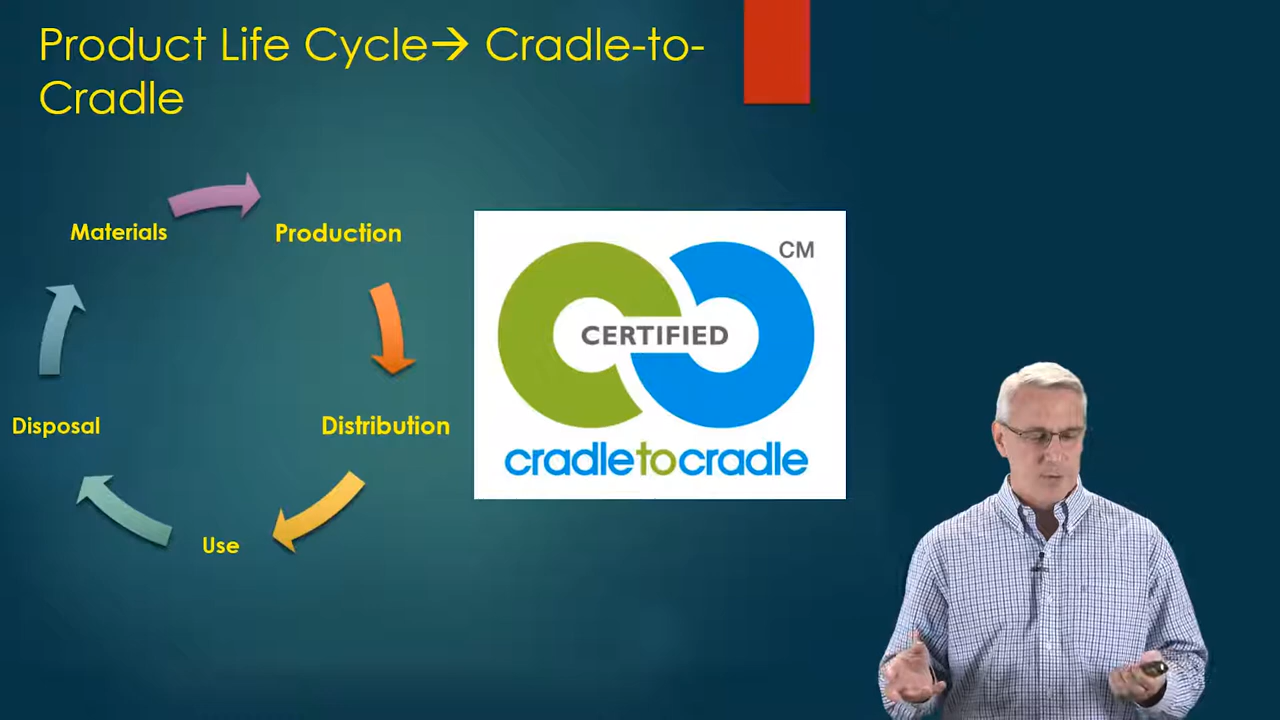 Product Life Cycle→ Cradle-to-
Cradle
Materials
Production
Disposal
Distribution
Use
CM
CERTIFIED
cradletocradle